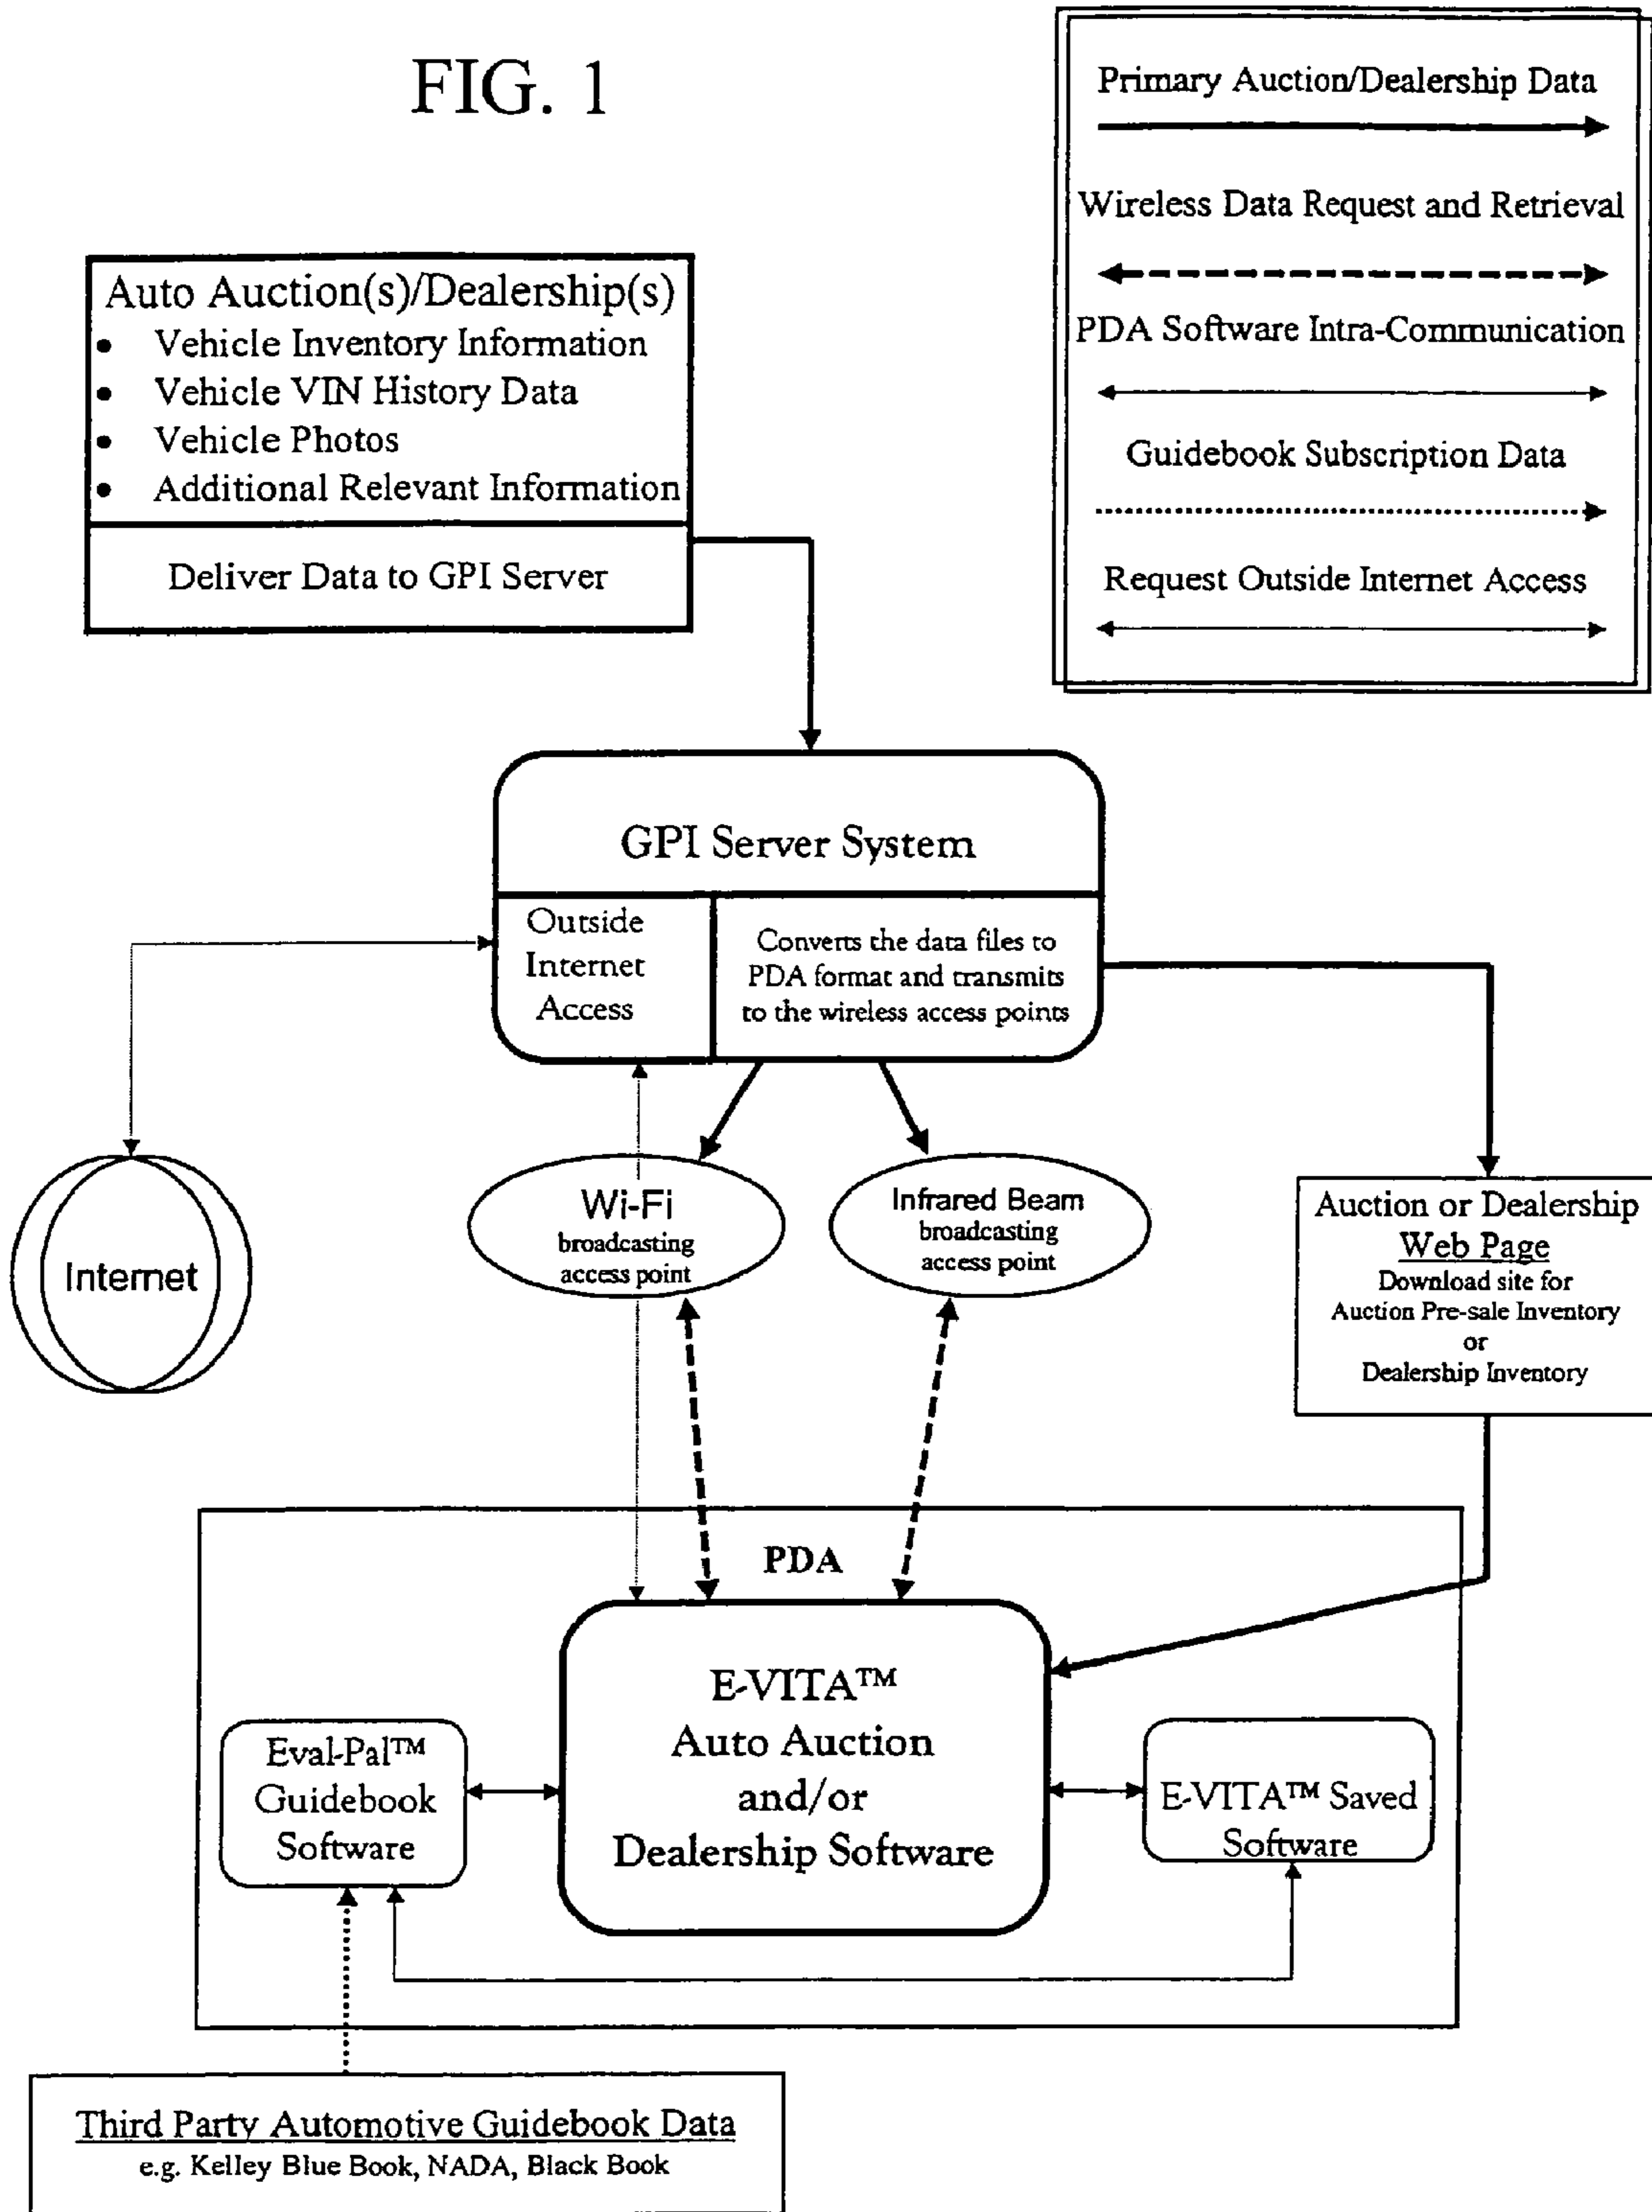 FIG. 1
Primary Auction/Dealership Data
Wireless Data Request and Retrieval
PDA Software Intra-Communication
Guidebook Subscription Data
Request Outside Internet Access
Auto Auction(s)/Dealership(s)
• Vehicle Inventory Information
• Vehicle VIN History Data
• Vehicle Photos
• Additional Relevant Information
Deliver Data to GPI Server
GPI Server System
Outside
Internet
Access
Converts the data files to
PDA format and transmits
to the wireless access points
Internet
Wi-Fi
broadcasting
access point
Infrared Beam
broadcasting
access point
Auction or Dealership
Web Page
Download site for
Auction Pre-sale Inventory
or
Dealership Inventory
PDA
E-VITA™
Auto Auction
and/or
Dealership Software
Eval-Pal™
Guidebook
Software
E-VITA™ Saved
Software
Third Party Automotive Guidebook Data
e.g. Kelley Blue Book, NADA, Black Book